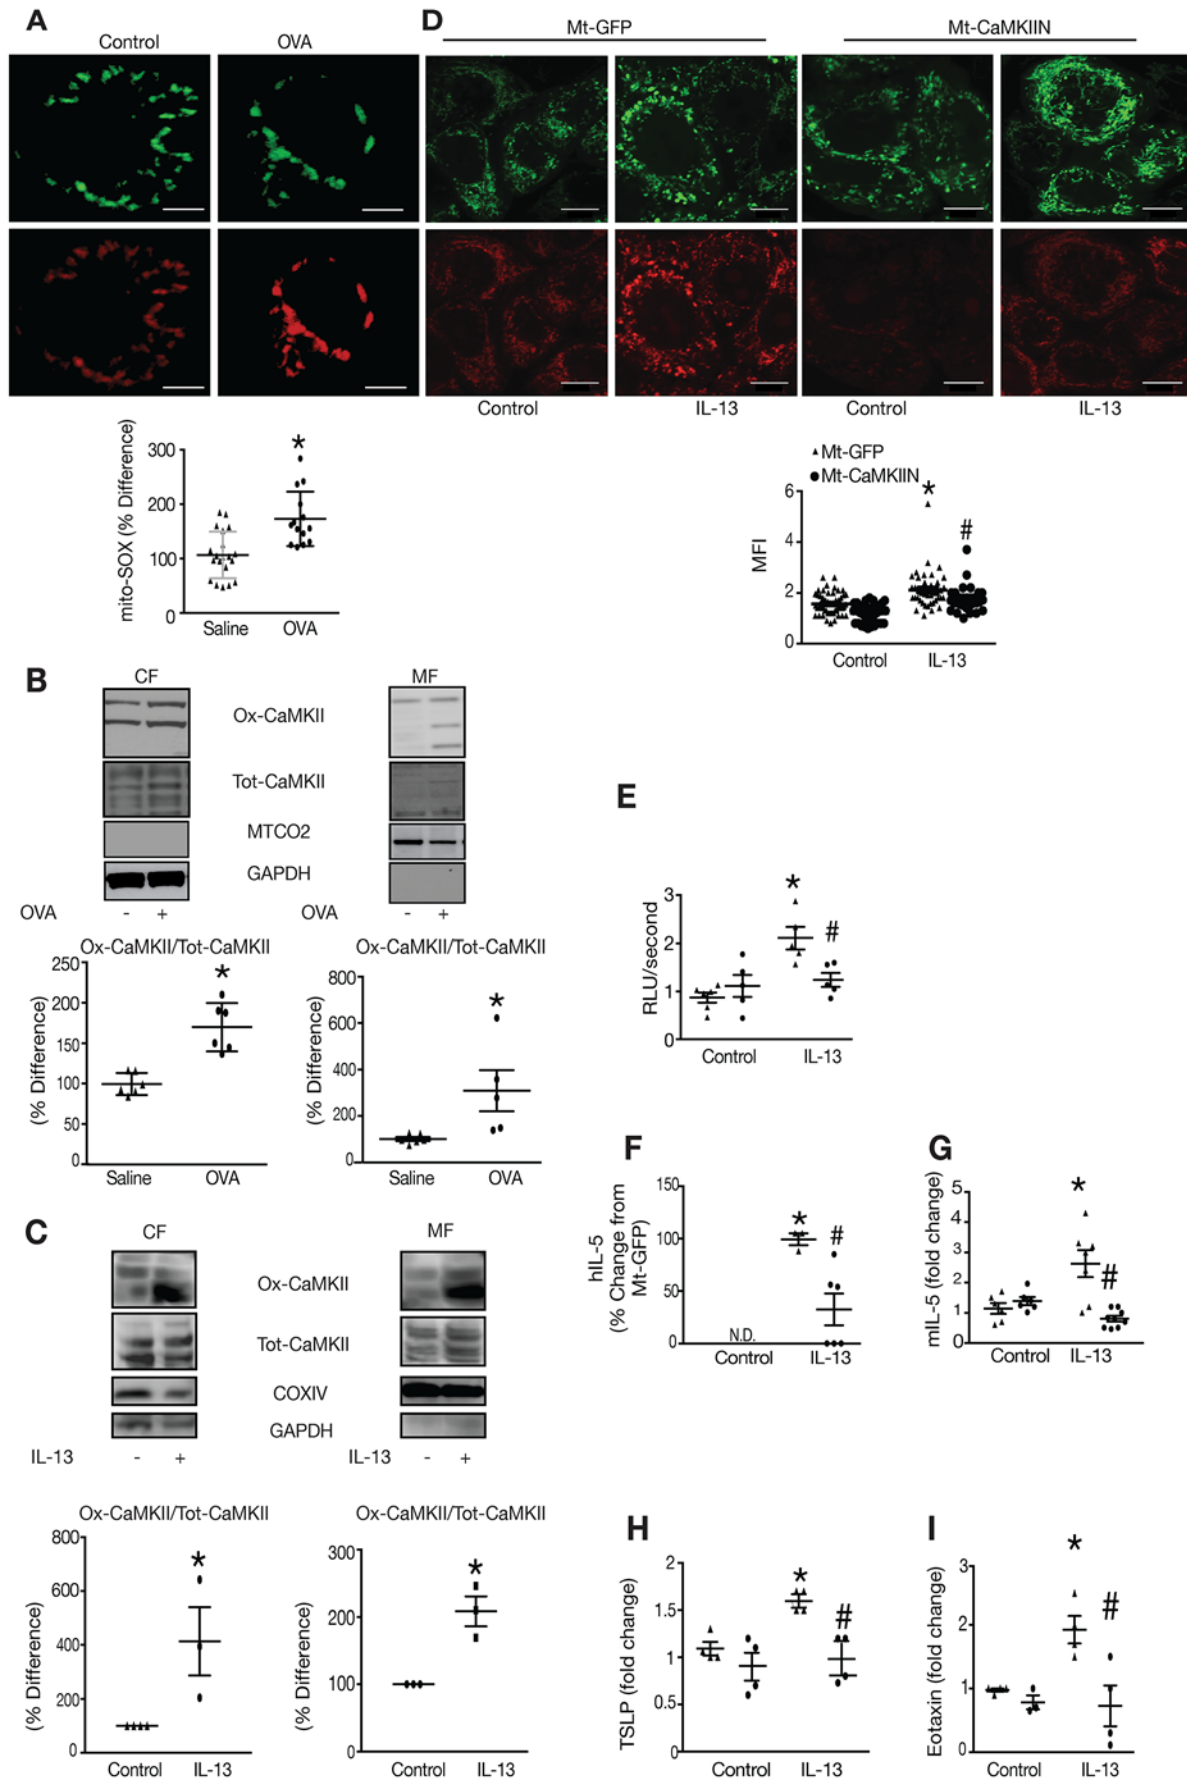 A
Control
OVA
mito-SOX (% Difference)
300
200
100
0
*
Saline
OVA
D
Mt-GFP
Mt-CaMKIIN
Control
IL-13
Control
IL-13
Mt-GFP
Mt-CaMKIIN
MFI
6
4
2
0
*
#
Control
IL-13
B
CF
MF
Ox-CaMKII
Tot-CaMKII
MTCO2
GAPDH
OVA
- +
OVA
- +
Ox-CaMKII/Tot-CaMKII
(% Difference)
250
200
150
100
50
0
*
Saline
OVA
Ox-CaMKII/Tot-CaMKII
(% Difference)
800
600
400
200
0
*
Saline
OVA
C
CF
MF
Ox-CaMKII
Tot-CaMKII
COXIV
GAPDH
IL-13
- +
IL-13
- +
Ox-CaMKII/Tot-CaMKII
(% Difference)
800
600
400
200
0
*
Control
IL-13
Ox-CaMKII/Tot-CaMKII
(% Difference)
300
200
100
0
*
Control
IL-13
E
RLU/second
3
2
1
0
*
#
Control
IL-13
F
hIL-5
(% Change from
Mt-GFP)
150
100
50
0
N.D.
*
#
Control
IL-13
G
mIL-5 (fold change)
5
4
3
2
1
0
*
#
Control
IL-13
H
TSLP (fold change)
2
1.5
1
0.5
0
*
#
Control
IL-13
I
Eotaxin (fold change)
3
2
1
0
*
#
Control
IL-13